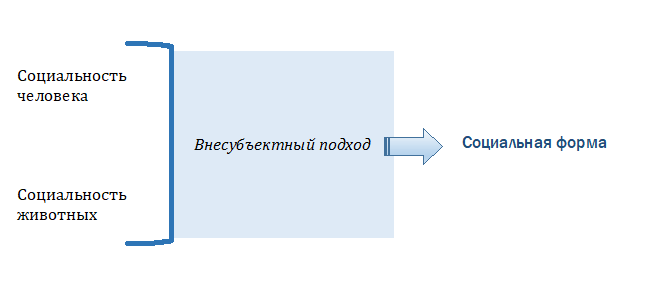 Социальность
человека
Внесубъектный подход
Социальная форма
Социальность
животных